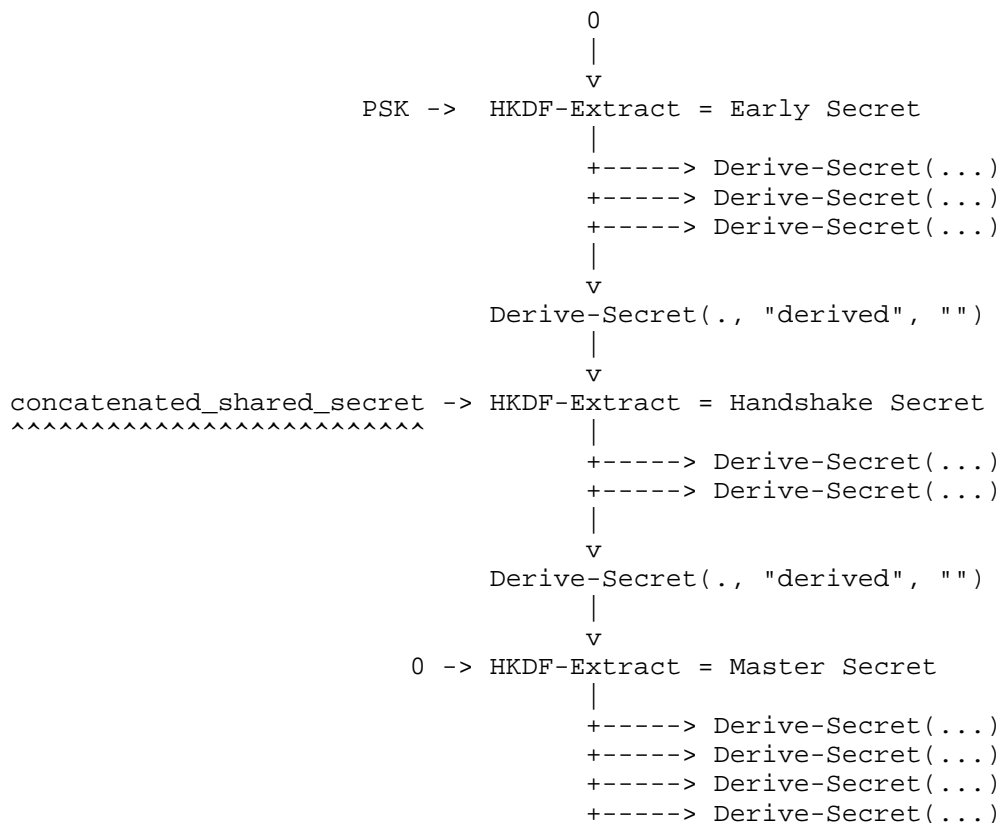 0
                                    |
                                    v
                      PSK ->  HKDF-Extract = Early Secret
                                    |
                                    +-----> Derive-Secret(...)
                                    +-----> Derive-Secret(...)
                                    +-----> Derive-Secret(...)
                                    |
                                    v
                              Derive-Secret(., "derived", "")
                                    |
                                    v
concatenated_shared_secret -> HKDF-Extract = Handshake Secret
^^^^^^^^^^^^^^^^^^^^^^^^^^          |
                                    +-----> Derive-Secret(...)
                                    +-----> Derive-Secret(...)
                                    |
                                    v
                              Derive-Secret(., "derived", "")
                                    |
                                    v
                         0 -> HKDF-Extract = Master Secret
                                    |
                                    +-----> Derive-Secret(...)
                                    +-----> Derive-Secret(...)
                                    +-----> Derive-Secret(...)
                                    +-----> Derive-Secret(...)